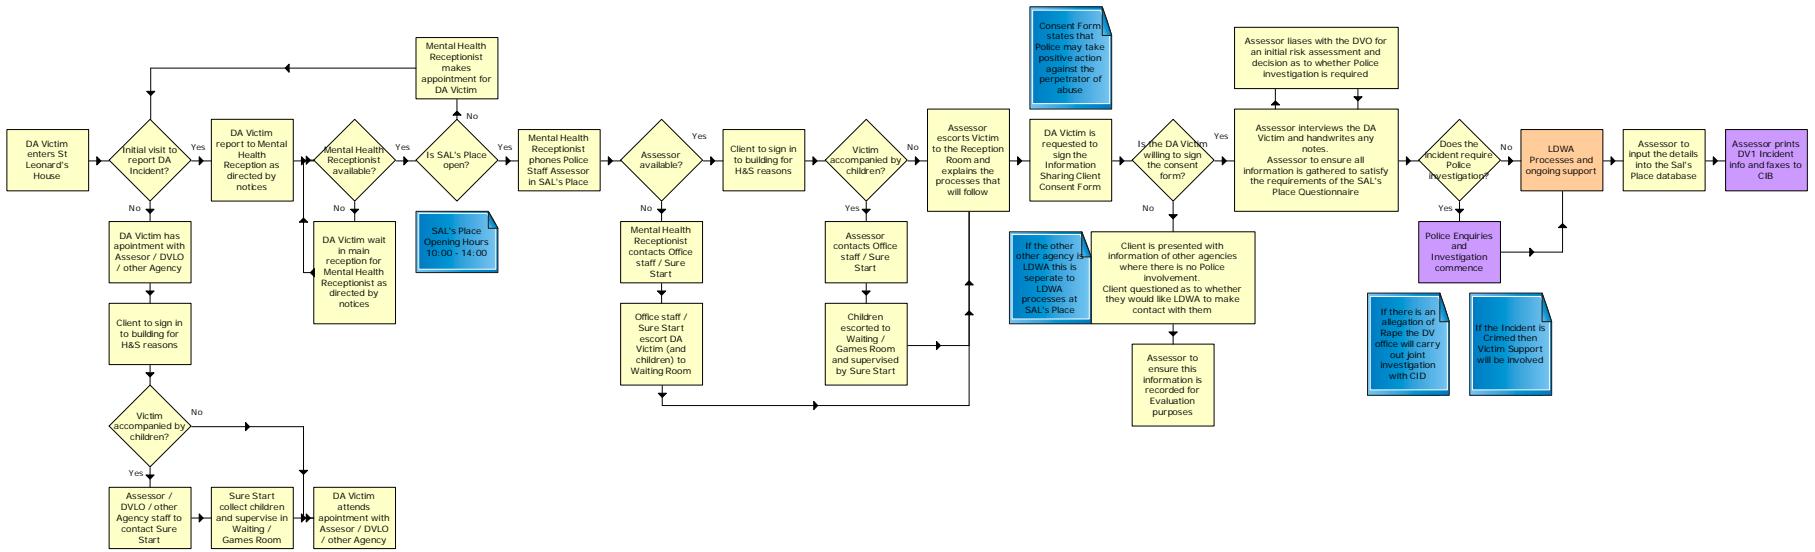 DA Victim
enters St
Leonard's
House
Initial visit to
report DA
Incident?
Yes
No
DA Victim
report to Mental
Health
Reception as
directed by
notices
Mental Health
Receptionist
available?
Yes
No
DA Victim wait
in main
reception for
Mental Health
Receptionist as
directed by
notices
Mental Health
Receptionist
makes
appointment for
DA Victim
No
Is SAL's Place
open?
Yes
SAL's Place
Opening Hours
10:00 - 14:00
Mental Health
Receptionist
phones Police
Staff Assessor
in SAL's Place
Assessor
available?
Yes
No
Mental Health
Receptionist
contacts Office
staff / Sure
Start
Office staff /
Sure Start
escort DA
Victim (and
children) to
Waiting Room
Client to sign in
to building for
H&S reasons
Victim
accompanied by
children?
No
Yes
Assessor
contacts Office
staff / Sure
Start
Children
escorted to
Waiting /
Games Room
and supervised
by Sure Start
Assessor
escorts Victim
to the Reception
Room and
explains the
processes that
will follow
Consent Form
states that
Police may take
positive action
against the
perpetrator of
abuse
DA Victim is
requested to
sign the
Information
Sharing Client
Consent Form
Is the DA Victim
willing to sign
the consent
form?
Yes
No
If the other
other agency is
LDWA this is
seperate to
LDWA
processes at
SAL's Place
Client is presented with
information of other agencies
where there is no Police
involvement.
Client questioned as to whether
they would like LDWA to make
contact with them
Assessor to
ensure this
information is
recorded for
Evaluation
purposes
Assessor liases with the DVO for
an initial risk assessment and
decision as to whether Police
investigation is required
Assessor interviews the DA
Victim and handwrites any
notes.
Assessor to ensure all
information is gathered to satisfy
the requirements of the SAL's
Place Questionnaire
Does the
incident require
Police
investigation?
No
Yes
Police Enquiries
and
Investigation
commence
If there is an
allegation of
Rape the DV
office will carry
out joint
investigation
with CID
If the Incident is
Crimed then
Victim Support
will be involved
LDWA
Processes and
ongoing support
Assessor to
input the details
into the Sal's
Place database
Assessor prints
DV1 Incident
info and faxes to
CIB
DA Victim has
apointment with
Assesor / DVLO
/ other Agency
Client to sign in
to building for
H&S reasons
Victim
accompanied by
children?
No
Yes
Assessor /
DVLO / other
Agency staff to
contact Sure
Start
Sure Start
collect children
and supervise in
Waiting /
Games Room
DA Victim
attends
apointment with
Assesor / DVLO
/ other Agency